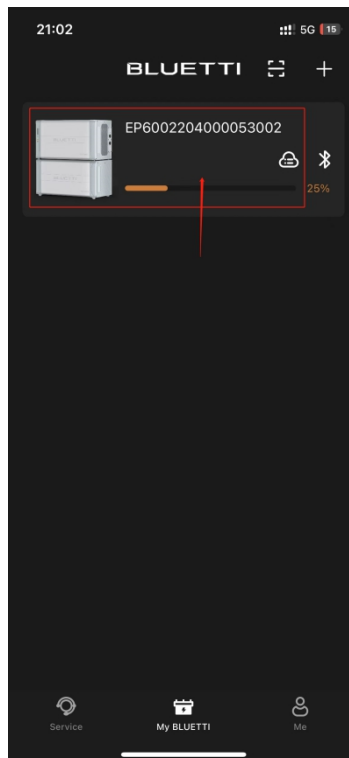 21:02
5G 15
BLUETTI
EP6002204000053002
25%
Service
My BLUETTI
Me